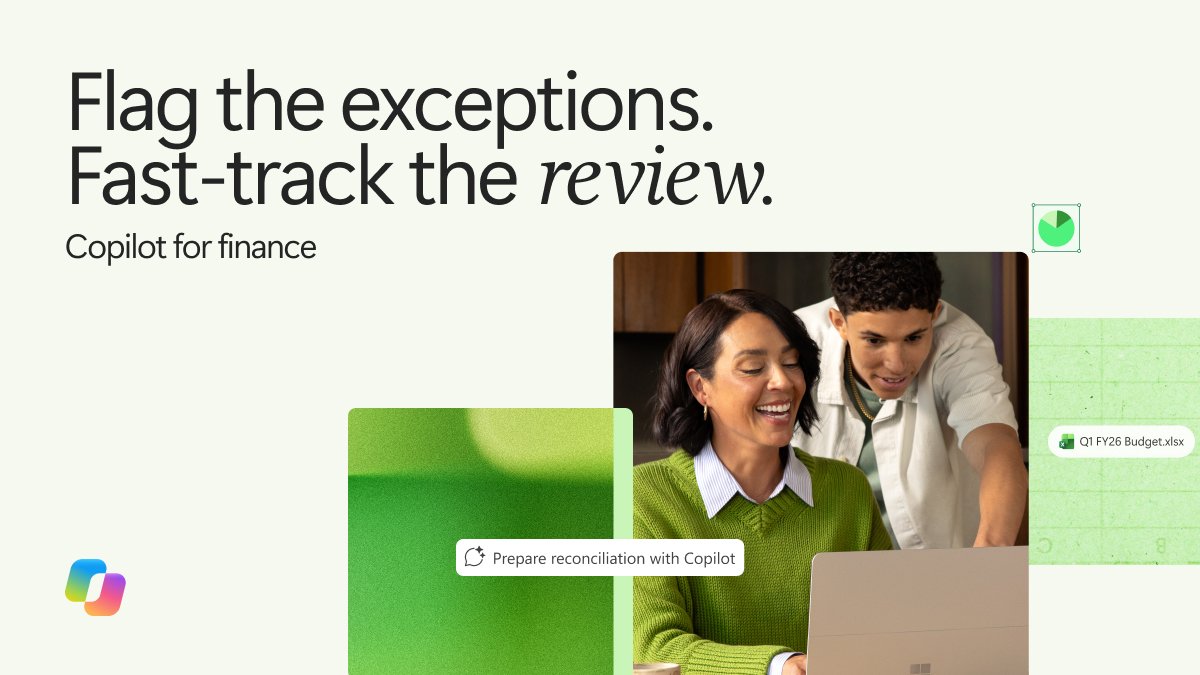 Flag the exceptions.
Fast-track the review.
Copilot for finance
Q1 FY26 Budget.xlsx
Prepare reconciliation with Copilot
C B